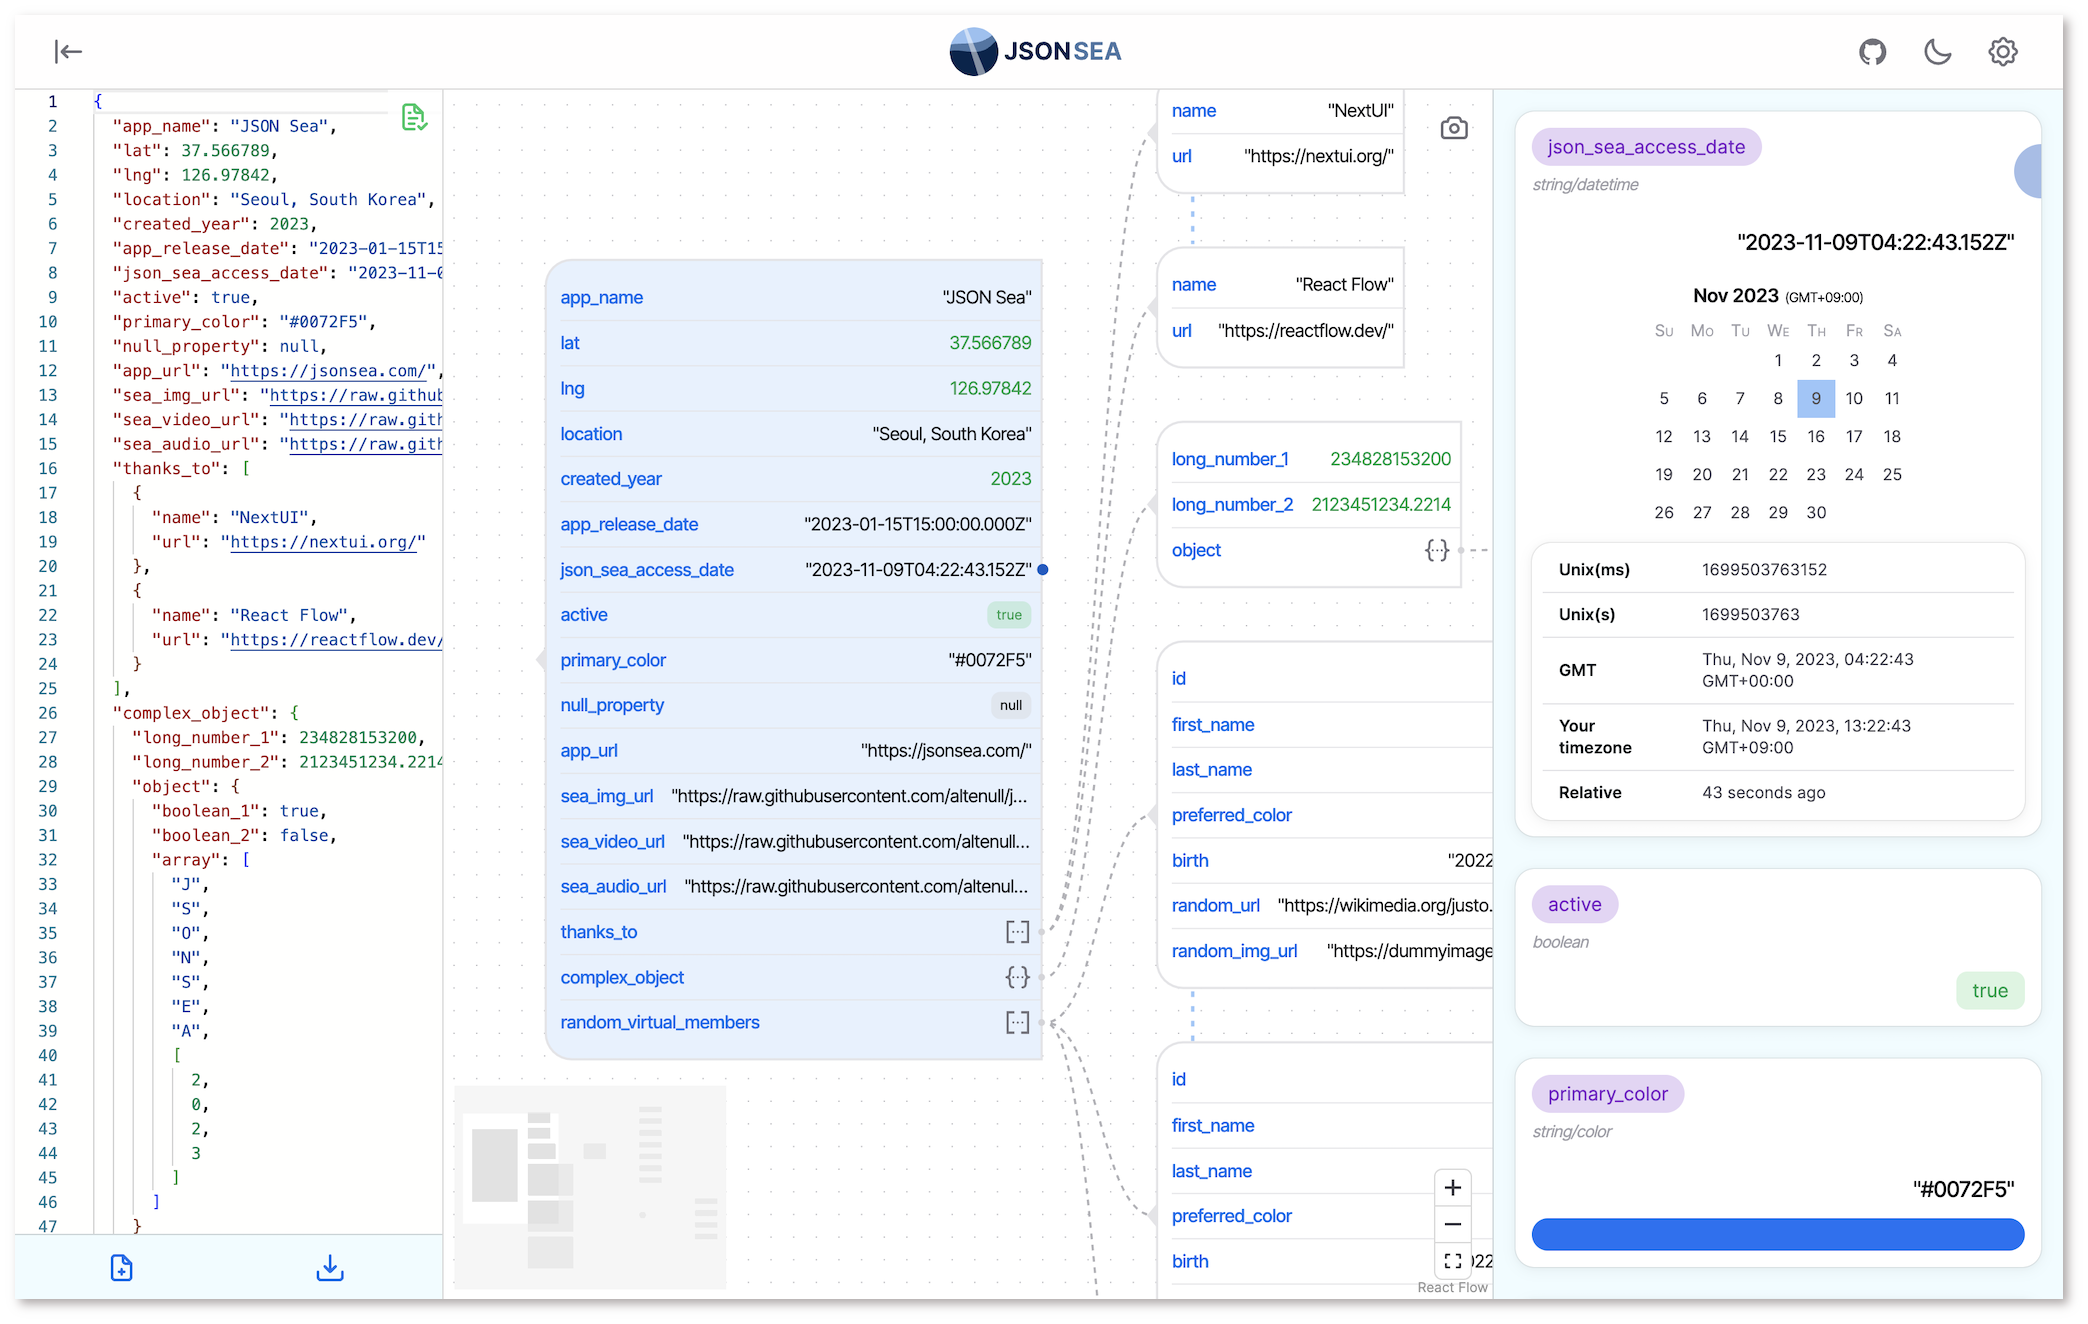 JSONSEA
1 {
2 "app_name": "JSON Sea",
3 "lat": 37.566789,
4 "lng": 126.97842,
5 "location": "Seoul, South Korea",
6 "created_year": 2023,
7 "app_release_date": "2023-01-15T15
8 "json_sea_access_date": "2023-11-0
9 "active": true,
10 "primary_color": "#0072F5",
11 "null_property": null,
12 "app_url": "https://jsonsea.com/",
13 "sea_img_url": "https://raw.github
14 "sea_video_url": "https://raw.gith
15 "sea_audio_url": "https://raw.gith
16 "thanks_to": [
17 {
18 "name": "NextUI",
19 "url": "https://nextui.org/"
20 },
21 {
22 "name": "React Flow",
23 "url": "https://reactflow.dev/
24 }
25 ],
26 "complex_object": {
27 "long_number_1": 234828153200,
28 "long_number_2": 2123451234.2214
29 "object": {
30 "boolean_1": true,
31 "boolean_2": false,
32 "array": [
33 "J",
34 "S",
35 "O",
36 "N",
37 "S",
38 "E",
39 "A",
40 [
41 2,
42 0,
43 2,
44 3
45 ]
46 ]
47 }
app_name "JSON Sea"
lat 37.566789
lng 126.97842
location "Seoul, South Korea"
created_year 2023
app_release_date "2023-01-15T15:00:00.000Z"
json_sea_access_date "2023-11-09T04:22:43.152Z"
active true
primary_color "#0072F5"
null_property null
app_url "https://jsonsea.com/"
sea_img_url "https://raw.githubusercontent.com/altenull/j...
sea_video_url "https://raw.githubusercontent.com/altenull...
sea_audio_url "https://raw.githubusercontent.com/altenul...
thanks_to [...]
complex_object {...}
random_virtual_members [...]
name "NextUI"
url "https://nextui.org/"
name "React Flow"
url "https://reactflow.dev/"
long_number_1 234828153200
long_number_2 2123451234.2214
object {...}
id
first_name
last_name
preferred_color
birth "2022
random_url "https://wikimedia.org/justo.
random_img_url "https://dummyimage
id
first_name
last_name
preferred_color
birth 022
React Flow
json_sea_access_date
string/datetime
"2023-11-09T04:22:43.152Z"
Nov 2023 (GMT+09:00)
SU MO TU WE TH FR SA
1 2 3 4
5 6 7 8 9 10 11
12 13 14 15 16 17 18
19 20 21 22 23 24 25
26 27 28 29 30
Unix(ms) 1699503763152
Unix(s) 1699503763
GMT Thu, Nov 9, 2023, 04:22:43
GMT+00:00
Your Thu, Nov 9, 2023, 13:22:43
timezone GMT+09:00
Relative 43 seconds ago
active
boolean
true
primary_color
string/color
"#0072F5"